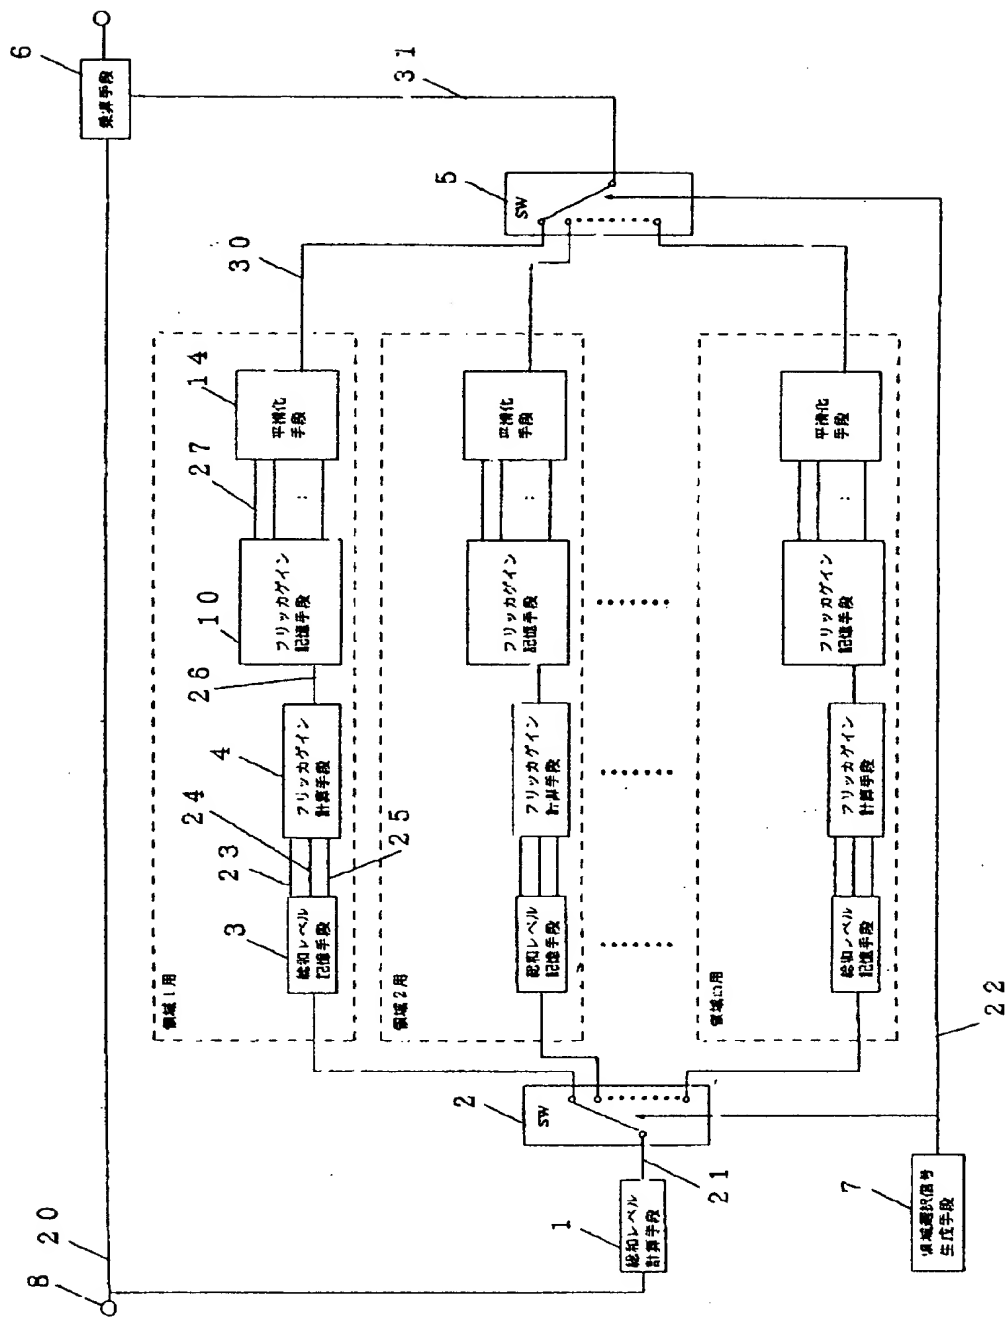 8
20
6
乗算手段
31
1
総和レベル
計算手段
21
2
SW
領域1用
3
総和レベル
記憶手段
23
24
25
4
フリッカゲイン
計算手段
26
10
フリッカゲイン
記憶手段
27
:
14
平滑化
手段
30
5
SW
領域2用
総和レベル
記憶手段
フリッカゲイン
計算手段
フリッカゲイン
記憶手段
:
平滑化
手段
領域n用
総和レベル
記憶手段
フリッカゲイン
計算手段
フリッカゲイン
記憶手段
:
平滑化
手段
7
領域選択信号
生成手段
22